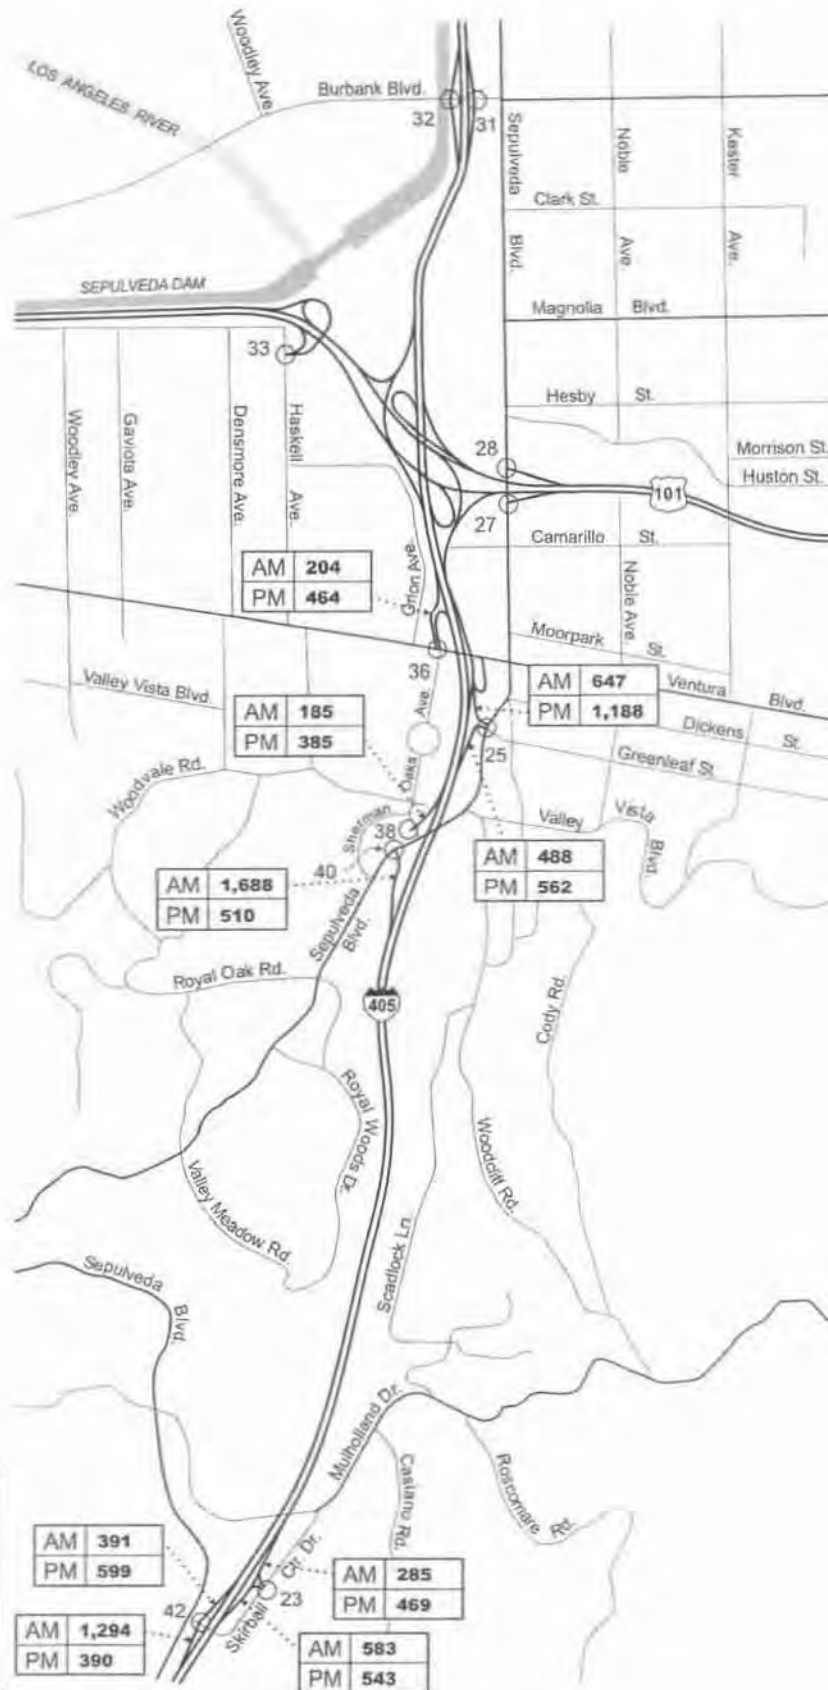 Woodley Ave.
LOS ANGELES RIVER
Burbank Blvd.
32
31
Sepulveda Blvd.
Noble Ave.
Kester Ave.
Clark St.
SEPULVEDA DAM
Magnolia Blvd.
33
Hesby St.
Woodley Ave.
Gaviota Ave.
Densmore Ave.
Haskell Ave.
28
Morrison St.
Huston St.
101
27
Camarillo St.
AM 204
PM 464
Orion Ave.
Noble Ave.
Moorpark St.
36
Valley Vista Blvd.
AM 647
PM 1,188
Ventura Blvd.
AM 185
PM 385
Sherman Oaks Ave.
25
Dickens St.
Greenleaf St.
Woodvale Rd.
38
Valley Vista Blvd.
40
AM 488
PM 562
AM 1,688
PM 510
Sepulveda Blvd.
Royal Oak Rd.
405
Cody Rd.
Royal Woods Dr.
Woodcliff Rd.
Valley Meadow Rd.
Scadlock Ln.
Sepulveda Blvd.
Mulholland Dr.
Casiano Rd.
Roscomare Rd.
AM 391
PM 599
Skirball Ctr. Dr.
AM 285
PM 469
23
42
AM 1,294
PM 390
AM 583
PM 543